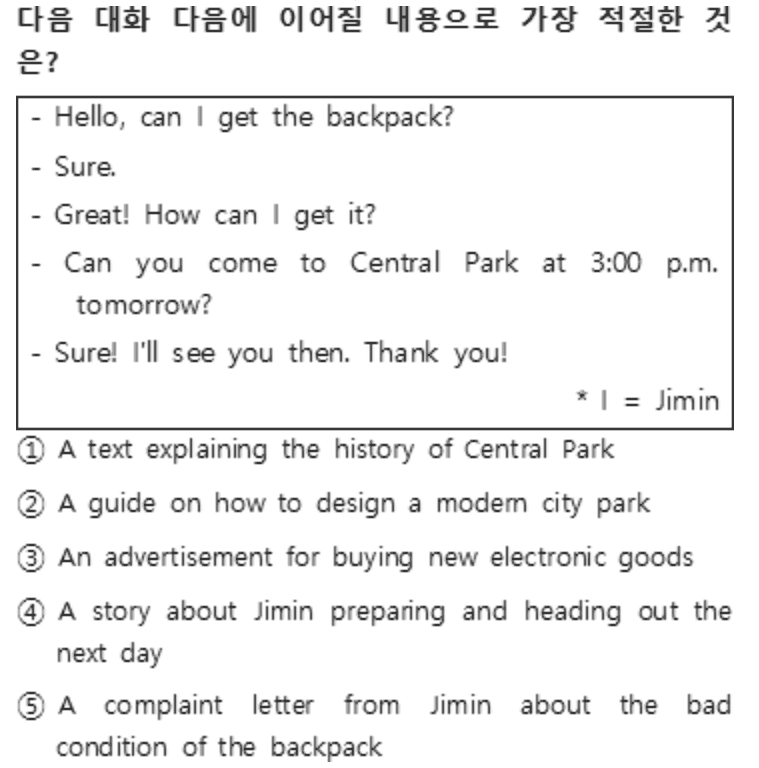 다음 대화 다음에 이어질 내용으로 가장 적절한 것
은?
- Hello, can I get the backpack?
- Sure.
- Great! How can I get it?
- Can you come to Central Park at 3:00 p.m.
tomorrow?
- Sure! I'll see you then. Thank you!
* I = Jimin
① A text explaining the history of Central Park
② A guide on how to design a modern city park
③ An advertisement for buying new electronic goods
④ A story about Jimin preparing and heading out the
next day
⑤ A complaint letter from Jimin about the bad
condition of the backpack